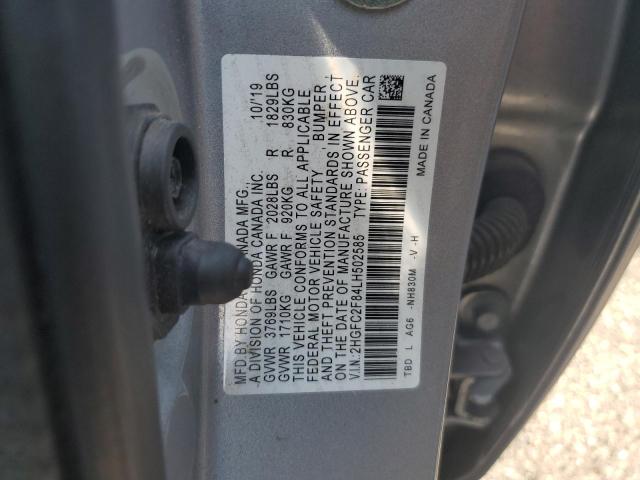 MFD BY HONDA CANADA MFG., 10/19
A DIVISION OF HONDA CANADA INC.
GVWR 3769LBS GAWR F 2028LBS R 1829LBS
GVWR 1710KG GAWR F 920KG R 830KG
THIS VEHICLE CONFORMS TO ALL APPLICABLE
FEDERAL MOTOR VEHICLE SAFETY, BUMPER
AND THEFT PREVENTION STANDARDS IN EFFECT
ON THE DATE OF MANUFACTURE SHOWN ABOVE.
V.I.N.:2HGFC2F84LH502585 TYPE: PASSENGER CAR
TBD L AG6 -NH830M -V -H
MADE IN CANADA